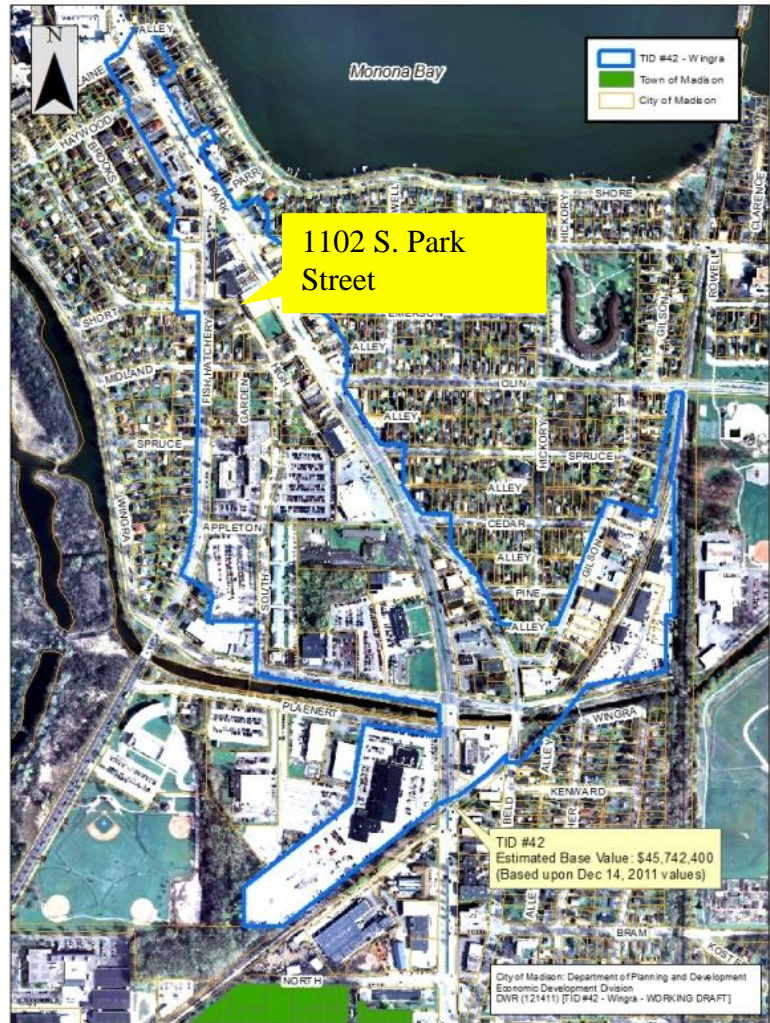 N
ALLEY
Monona Bay
TID #42 - Wingra
Town of Madison
City of Madison
HAYWOOD
BROOKS
PARK
PARR
SHORE
HICKORY
CLARENCE
ROWELL
GILSON
1102 S. Park
Street
EMERSON
SHORT
FISH HATCHERY
HIGH
ALLEY
MIDLAND
OLIN
GARDEN
ALLEY
SPRUCE
HICKORY
SPRUCE
ALLEY
WINGRA
APPLETON
CEDAR
ALLEY
GILSON
SOUTH
PINE
ALLEY
PLAENERT
WINGRA
ALLEY
KENWARD
BELD
TID #42
Estimated Base Value: $45,742,400
(Based upon Dec 14, 2011 values)
BRAM
NORTH
City of Madison: Department of Planning and Development
Economic Development Division
DWR (121411) [TID #42 - Wingra - WORKING DRAFT]